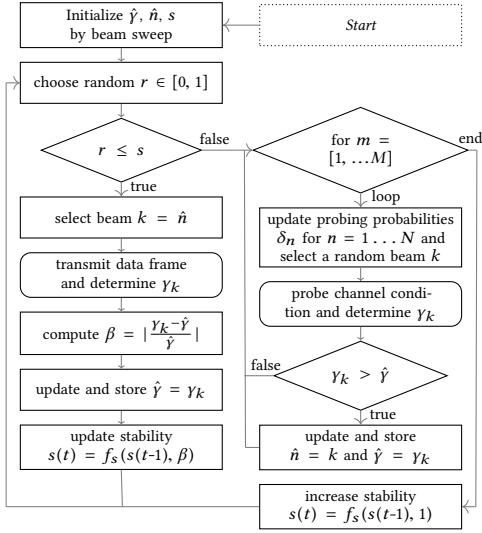 Initialize γ̂, n̂, s
by beam sweep
Start
choose random r ∈ [0, 1]
r ≤ s
false
true
select beam k = n̂
transmit data frame
and determine γₖ
compute β = |(γₖ−γ̂)/γ̂|
update and store γ̂ = γₖ
update stability
s(t) = fₛ(s(t-1), β)
for m =
[1, …M]
end
loop
update probing probabilities
δₙ for n = 1 … N and
select a random beam k
probe channel condi-
tion and determine γₖ
false
γₖ > γ̂
true
update and store
n̂ = k and γ̂ = γₖ
increase stability
s(t) = fₛ(s(t-1), 1)